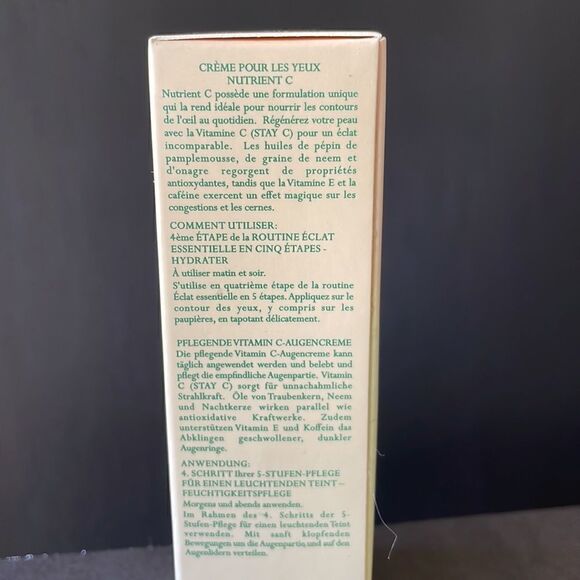 CRÈME POUR LES YEUX
NUTRIENT C
Nutrient C possède une formulation unique
qui la rend idéale pour nourrir les contours
de l'œil au quotidien. Régénérez votre peau
avec la Vitamine C (STAY C) pour un éclat
incomparable. Les huiles de pépin de
pamplemousse, de graine de neem et
d'onagre regorgent de propriétés
antioxydantes, tandis que la Vitamine E et la
caféine exercent un effet magique sur les
congestions et les cernes.
COMMENT UTILISER:
4ème ÉTAPE de la ROUTINE ÉCLAT
ESSENTIELLE EN CINQ ÉTAPES -
HYDRATER
À utiliser matin et soir.
S'utilise en quatrième étape de la routine
Éclat essentielle en 5 étapes. Appliquez sur le
contour des yeux, y compris sur les
paupières, en tapotant délicatement.
PFLEGENDE VITAMIN C-AUGENCREME
Die pflegende Vitamin C-Augencreme kann
täglich angewendet werden und belebt und
pflegt die empfindliche Augenpartie. Vitamin
C (STAY C) sorgt für unnachahmliche
Strahlkraft. Öle von Traubenkern, Neem
und Nachtkerze wirken parallel wie
antioxidative Kraftwerke. Zudem
unterstützen Vitamin E und Koffein das
Abklingen geschwollener, dunkler
Augenringe.
ANWENDUNG:
4. SCHRITT Ihrer 5-STUFEN-PFLEGE
FÜR EINEN LEUCHTENDEN TEINT –
FEUCHTIGKEITSPFLEGE
Morgens und abends anwenden.
Im Rahmen des 4. Schritts der 5-
Stufen-Pflege für einen leuchtenden Teint
verwenden. Mit sanft klopfenden
Bewegungen um die Augenpartie und auf den
Augenlidern verteilen.